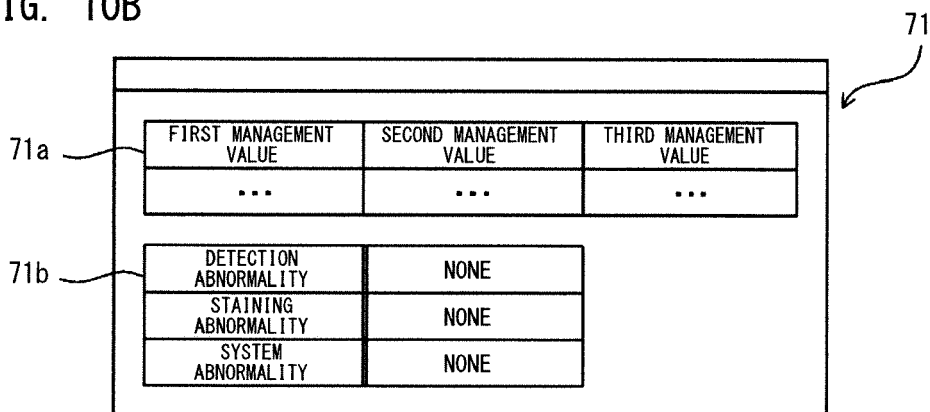 IG. 10B
71
71a
FIRST MANAGEMENT VALUE SECOND MANAGEMENT VALUE THIRD MANAGEMENT VALUE
... ... ...
71b
DETECTION ABNORMALITY NONE
STAINING ABNORMALITY NONE
SYSTEM ABNORMALITY NONE